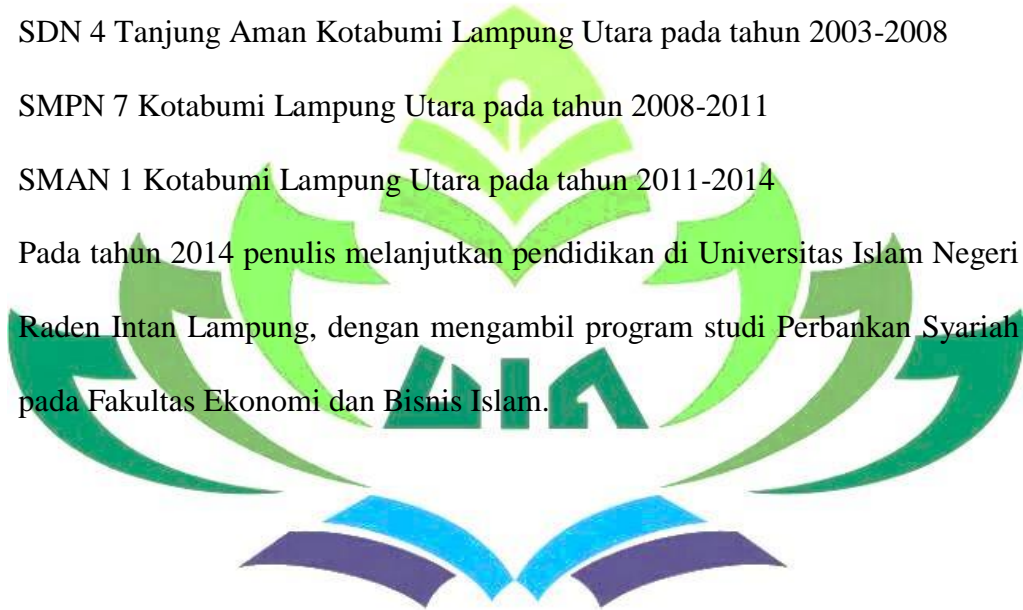 SDN 4 Tanjung Aman Kotabumi Lampung Utara pada tahun 2003-2008
SMPN 7 Kotabumi Lampung Utara pada tahun 2008-2011
SMAN 1 Kotabumi Lampung Utara pada tahun 2011-2014
Pada tahun 2014 penulis melanjutkan pendidikan di Universitas Islam Negeri
Raden Intan Lampung, dengan mengambil program studi Perbankan Syariah
pada Fakultas Ekonomi dan Bisnis Islam.
UIN